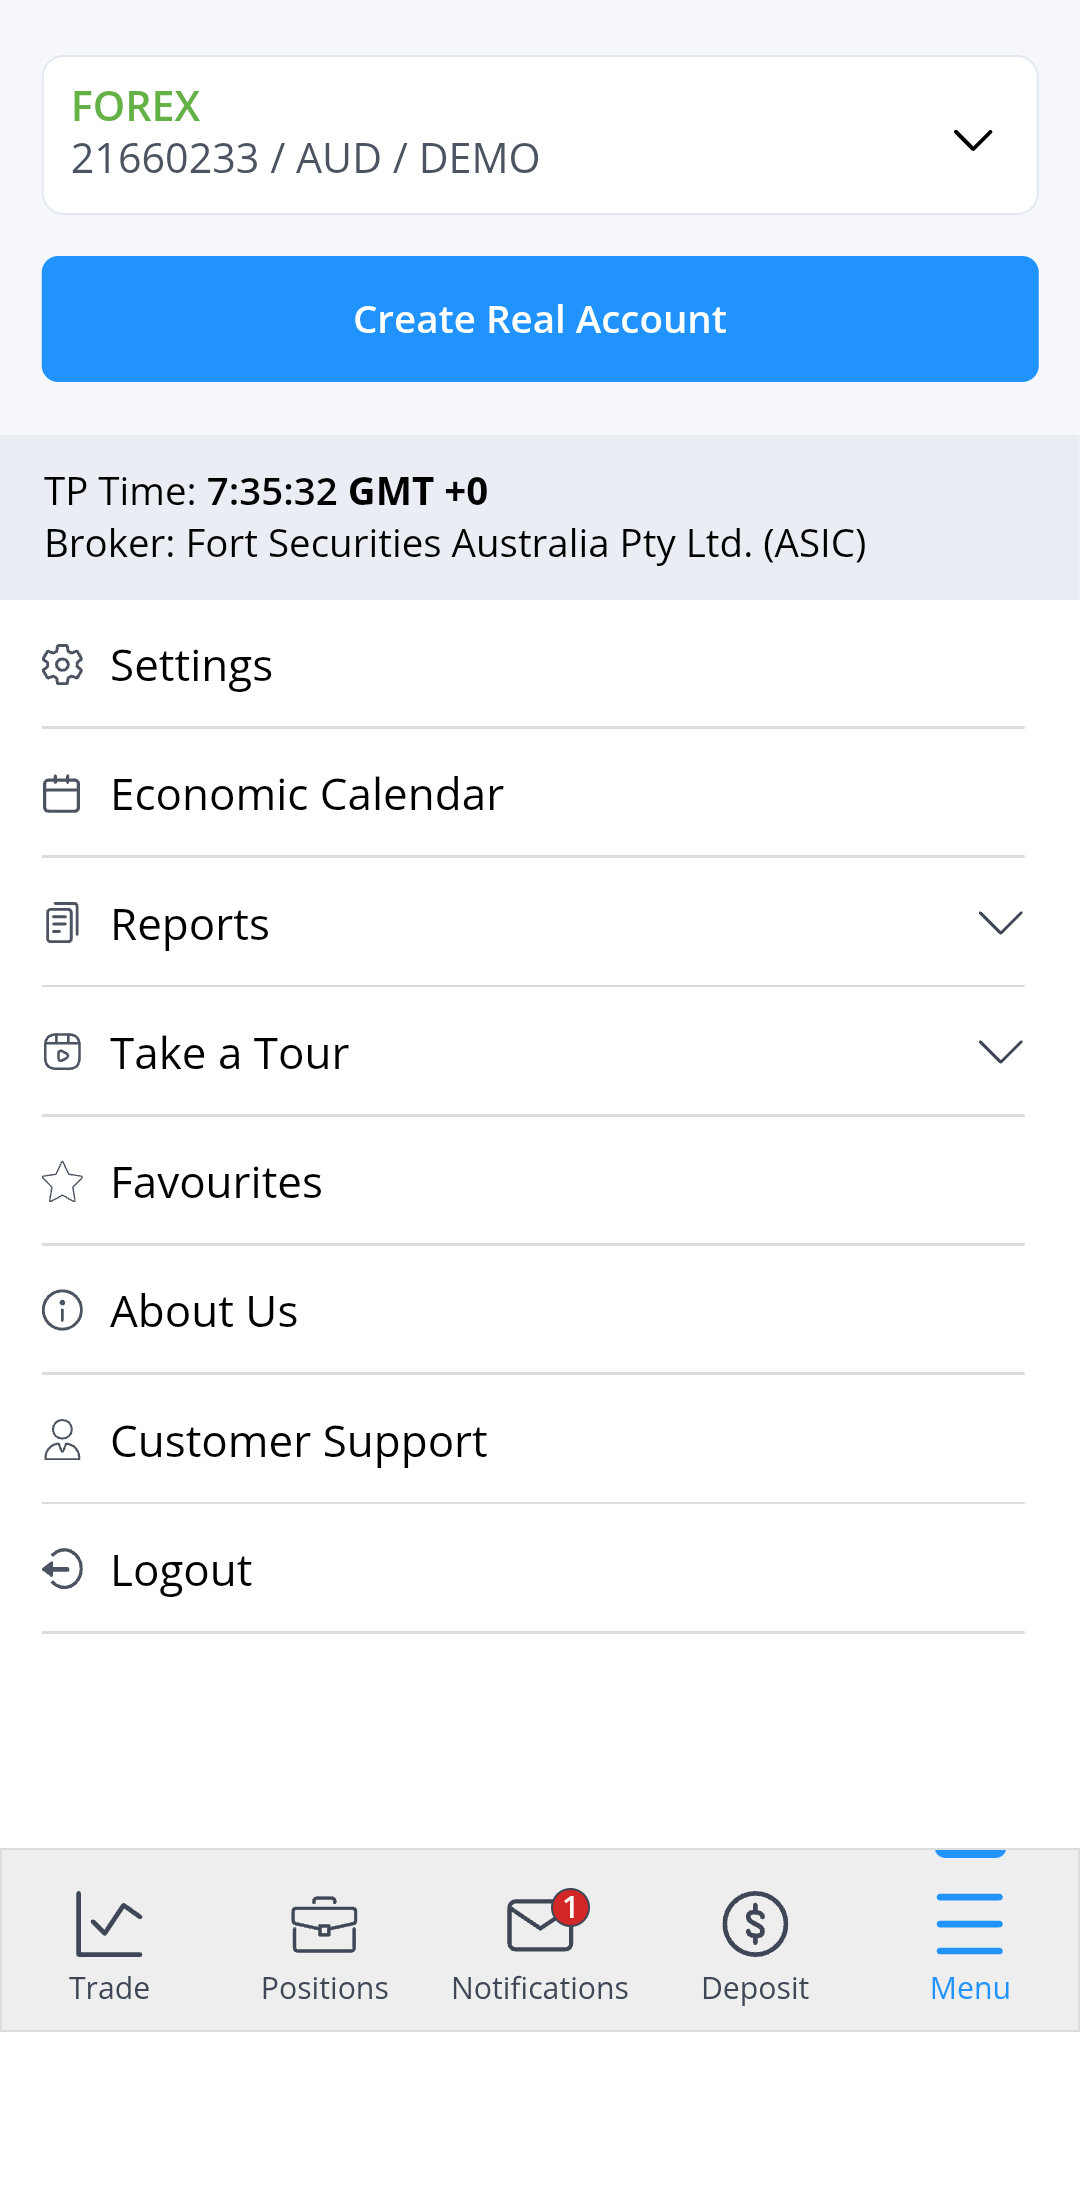 FOREX
21660233 / AUD / DEMO
Create Real Account
TP Time: 7:35:32 GMT +0
Broker: Fort Securities Australia Pty Ltd. (ASIC)
Settings
Economic Calendar
Reports
Take a Tour
Favourites
About Us
Customer Support
Logout
1
Trade
Positions
Notifications
Deposit
Menu